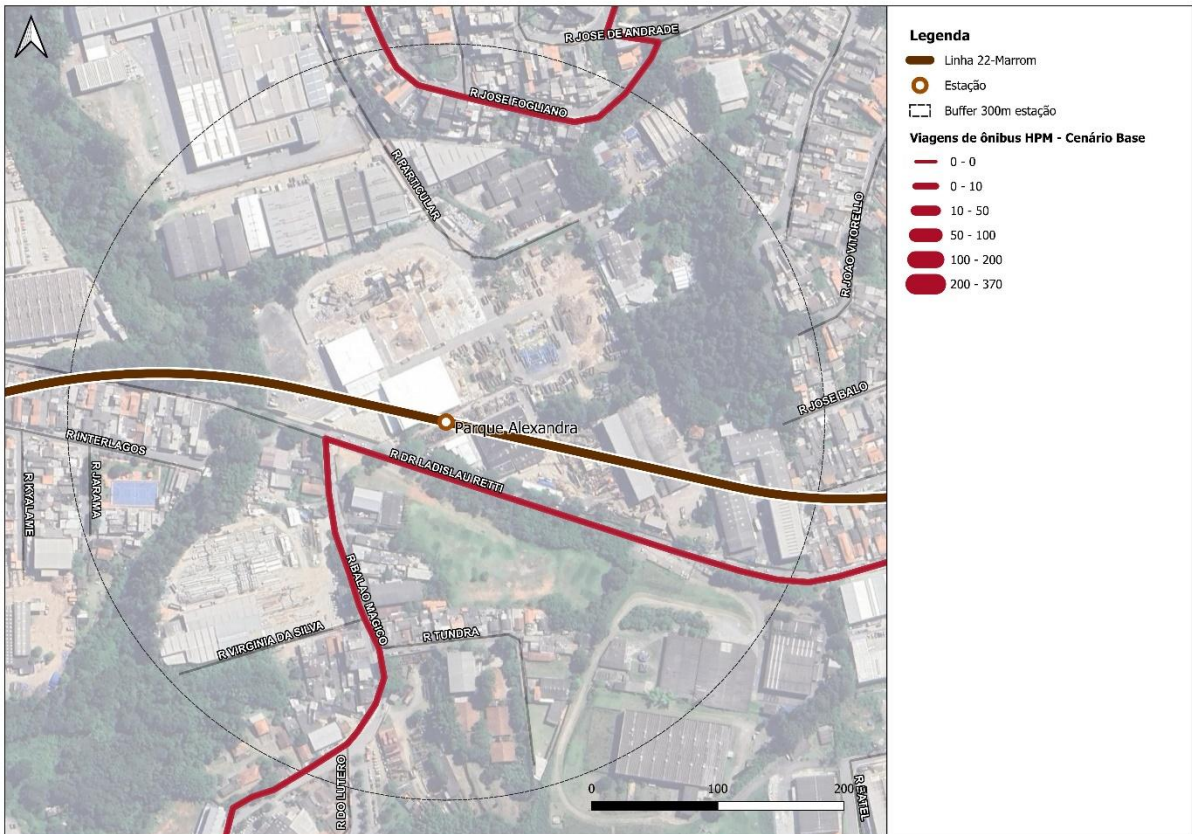 R JOSE DE ANDRADE
R JOSE FOGLIANO
R PARTICULAR
R JOAO VITORELLO
R JOSE BALO
Parque Alexandra
R INTERLAGOS
R KYALAME
R JARAMA
R DR LADISLAU RETTI
R BALAO MAGICO
R VIRGINIA DA SILVA
R TUNDRA
R DO LUTERO
R SATEL
0 100 200
Legenda
Linha 22-Marrom
Estação
Buffer 300m estação
Viagens de ônibus HPM - Cenário Base
0 - 0
0 - 10
10 - 50
50 - 100
100 - 200
200 - 370